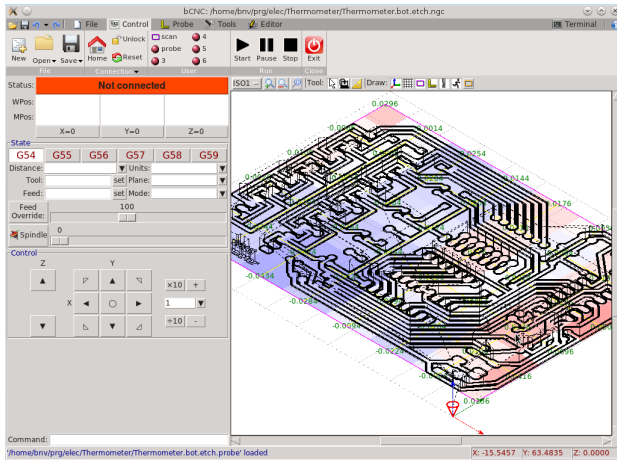 bCNC: /home/bnv/prg/elec/Thermometer/Thermometer.bot.etch.ngc
File Control Probe Tools Editor Terminal
New Open Save Home Unlock Reset scan probe 3 4 5 6 Start Pause Stop Exit
File Connection User Run Close
Status: Not connected
WPos:
MPos:
X=0 Y=0 Z=0
State
G54 G55 G56 G57 G58 G59
Distance: Units:
Tool: set Plane:
Feed: set Mode:
Feed Override: 100
Spindle 0
Control
Z Y
×10 +
X 1
÷10 -
Command:
'/home/bnv/prg/elec/Thermometer/Thermometer.bot.etch.probe' loaded
ISO1 Tool: Draw:
0.0296
0.0014
0.0254
0.0144
0.0176
-0.0434
-0.0284
-0.0094
-0.0224
0.0096
X: -15.5457 Y: 63.4835 Z: 0.0000